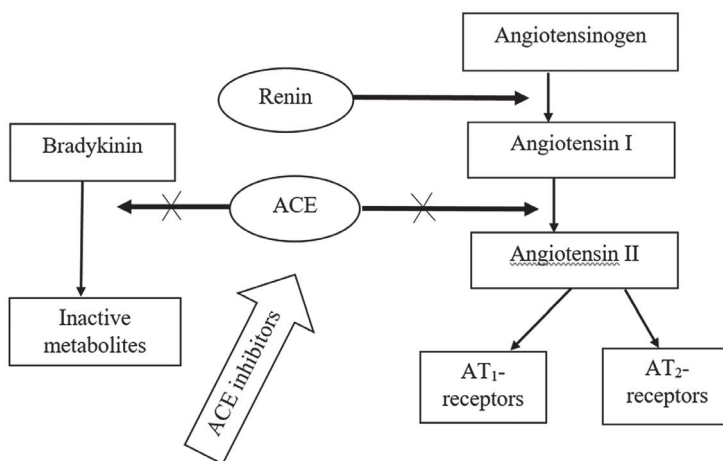 Angiotensinogen
Renin
Bradykinin
Angiotensin I
ACE
Angiotensin II
Inactive
metabolites
ACE inhibitors
AT₁-
receptors
AT₂-
receptors